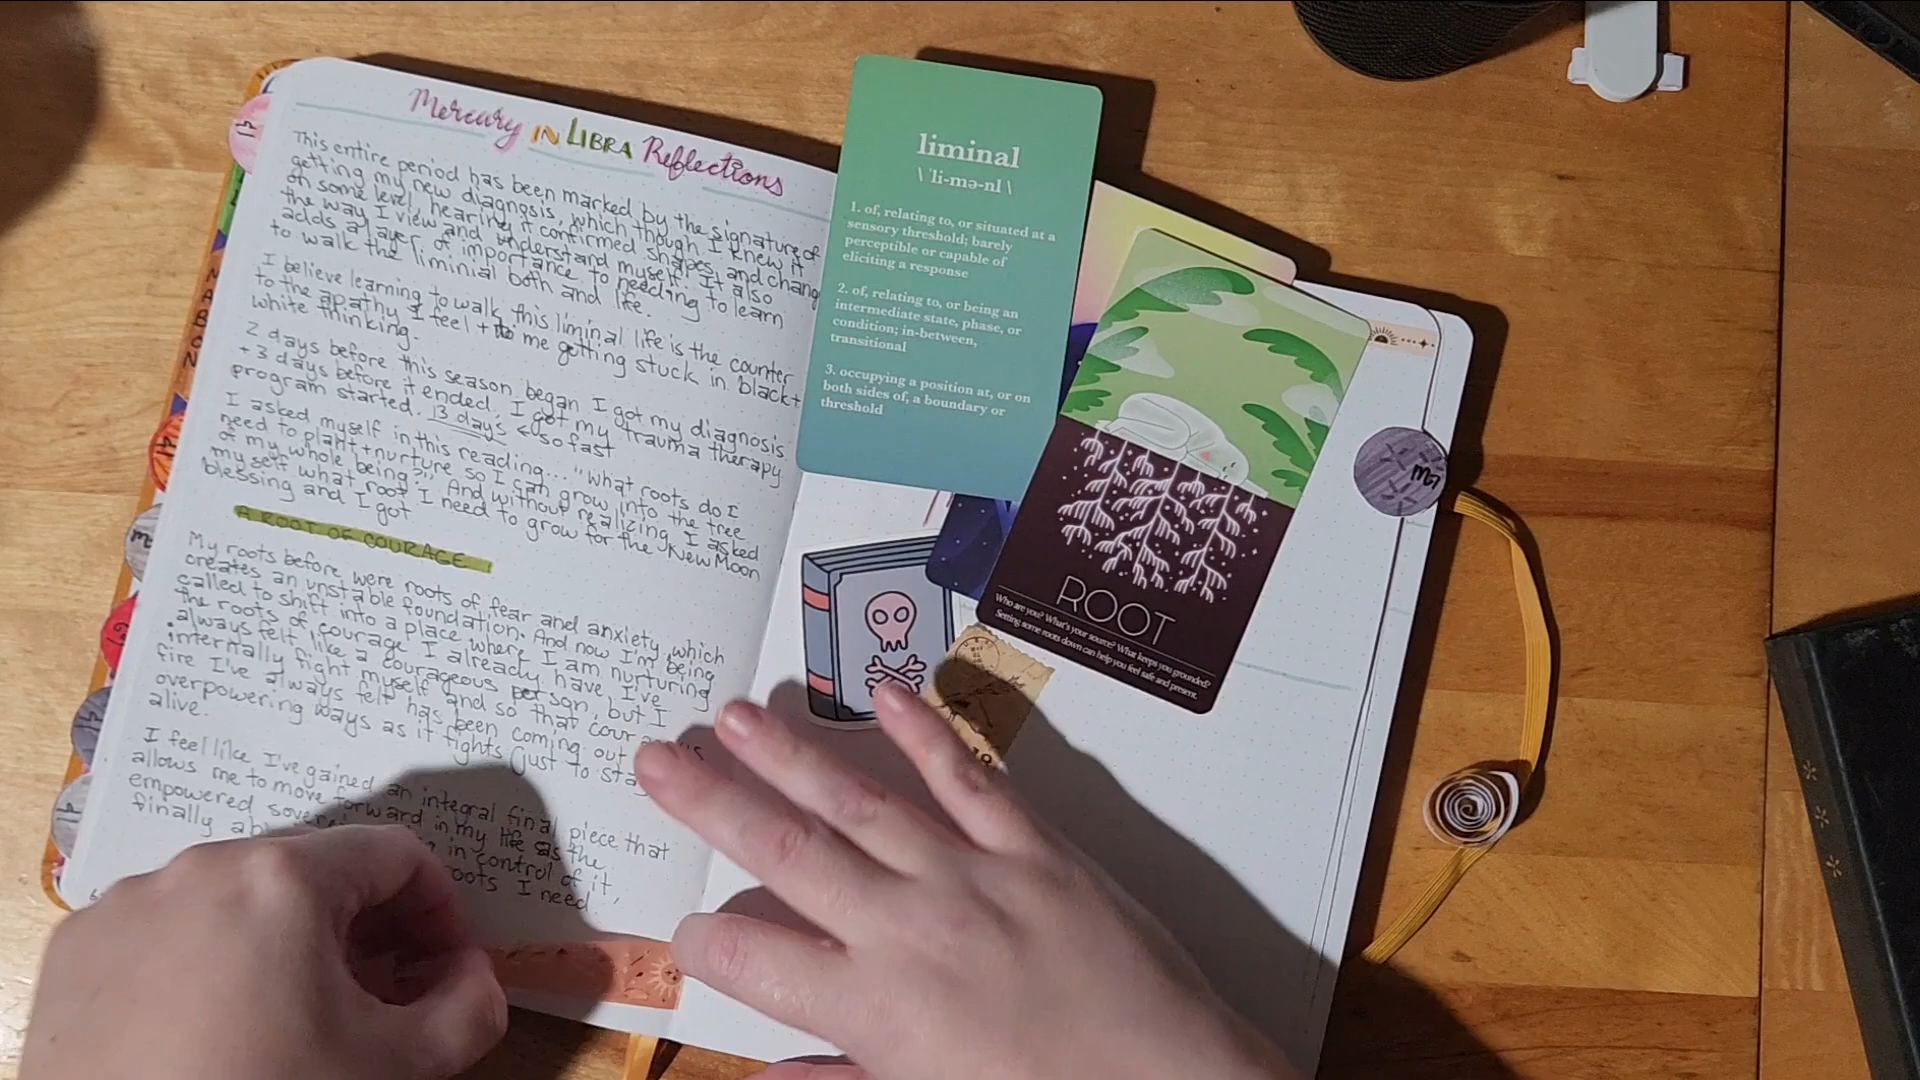 Mercury IN LIBRA Reflections
This entire period has been marked by the signature of
getting my new diagnosis, which though I knew it
on some level, hearing it confirmed shapes and change
the way I view and understand myself. It also
adds a layer of importance to needing to learn
to walk the liminial both and life.
I believe learning to walk this liminal life is the counter
to the apathy I feel + to me getting stuck in black +
white thinking.
2 days before this season began I got my diagnosis
+ 3 days before it ended, I got my trauma therapy
program started. 13 days ← so fast
I asked myself in this reading... "What roots do I
need to plant + nurture so I can grow into the tree
of my whole being?" And without realizing, I asked
myself what root I need to grow for the New Moon
blessing and I got
A ROOT OF COURAGE
My roots before were roots of fear and anxiety, which
creates an unstable foundation. And now I'm being
called to shift into a place where I am nurturing
the roots of courage I already have. I've
always felt like a courageous person, but I
internally fight myself and so that
fire I've always felt has been coming out
overpowering ways as it fights (just to
alive.
I feel like I've gained an integral final piece that
allows me to move forward in my life as the
empowered
finally in control of it,
roots I need
liminal
\ ˈli-mə-nl \
1. of, relating to, or situated at a
sensory threshold; barely
perceptible or capable of
eliciting a response
2. of, relating to, or being an
intermediate state, phase, or
condition; in-between,
transitional
3. occupying a position at, or on
both sides of, a boundary or
threshold
ROOT
Who are you? What's your source? What keeps you grounded?
Setting some roots down can help you feel safe and present.
MABON